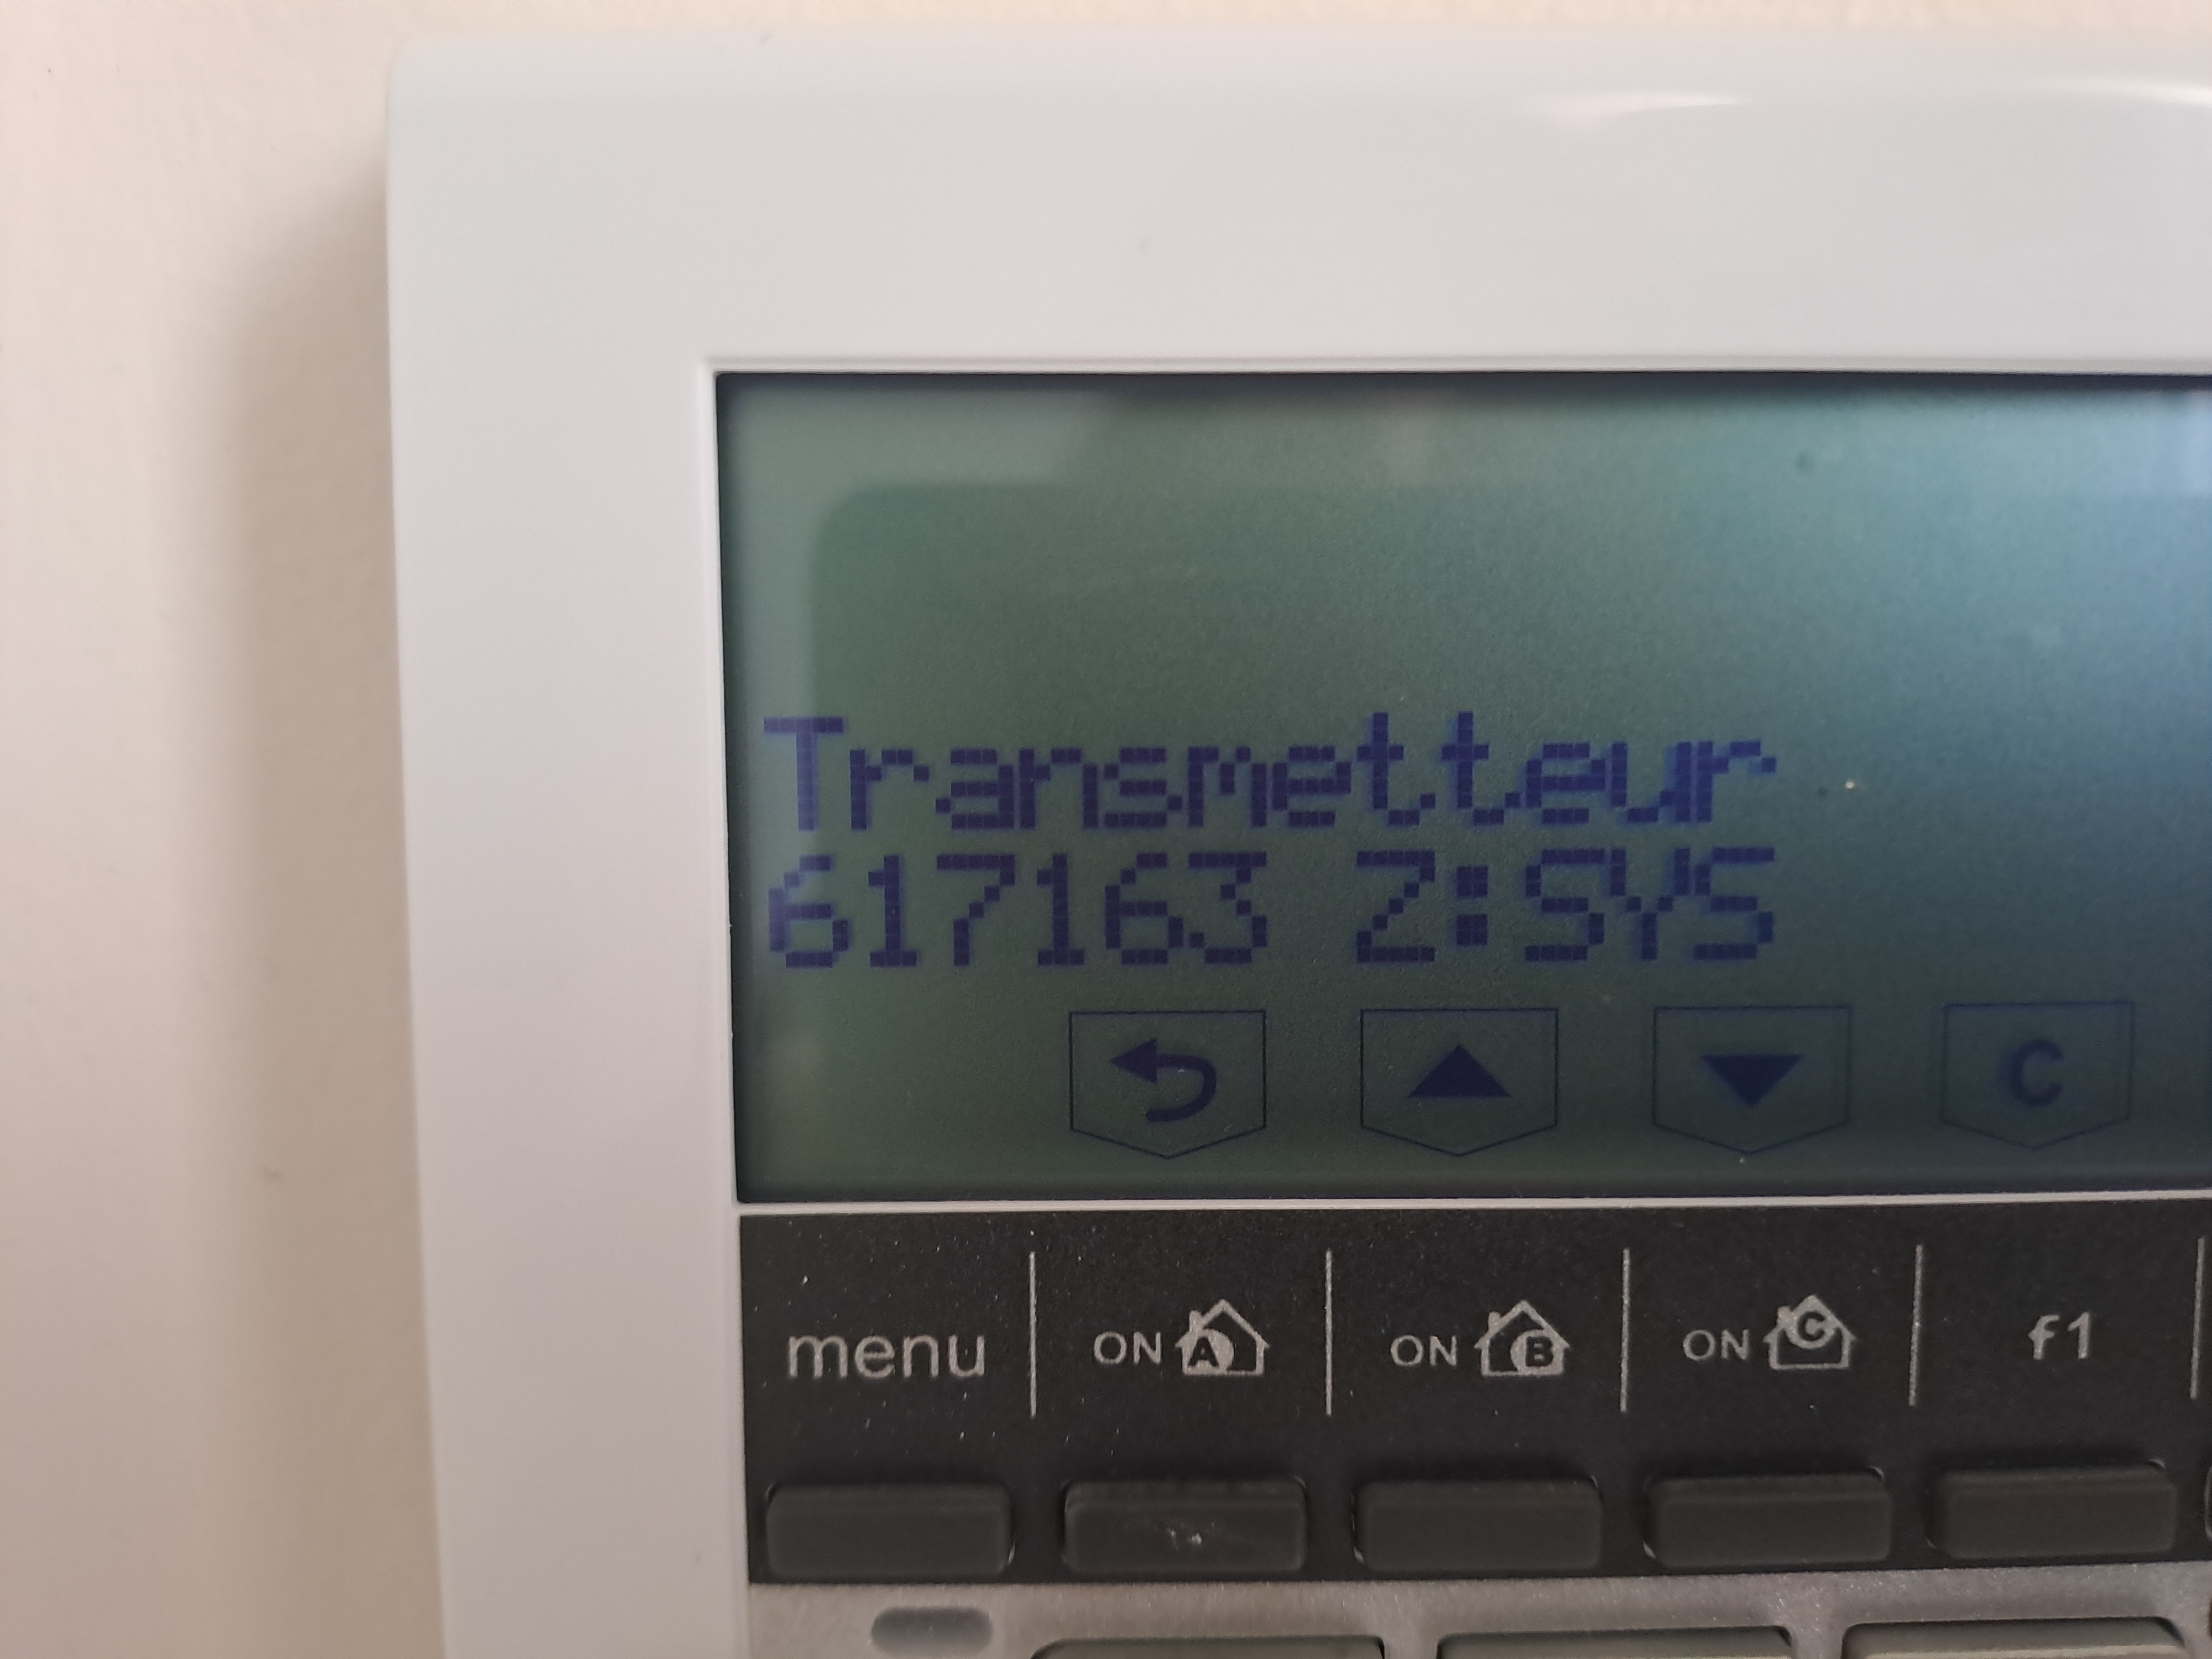 Transmetteur
617163 Z:SYS
C
menu ON A ON B ON C f1